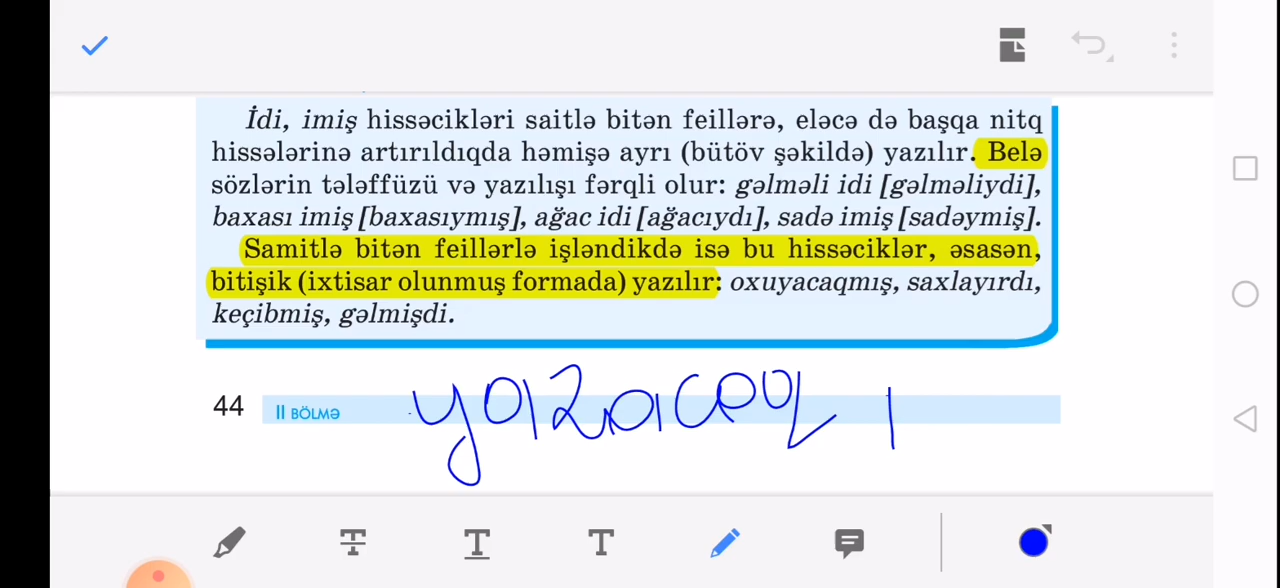 İdi, imiş hissəcikləri saitlə bitən feillərə, eləcə də başqa nitq
hissələrinə artırıldıqda həmişə ayrı (bütöv şəkildə) yazılır. Belə
sözlərin tələffüzü və yazılışı fərqli olur: gəlməli idi [gəlməliydi],
baxası imiş [baxasıymış], ağac idi [ağacıydı], sadə imiş [sadəymiş].
Samitlə bitən feillərlə işləndikdə isə bu hissəciklər, əsasən,
bitişik (ixtisar olunmuş formada) yazılır: oxuyacaqmış, saxlayırdı,
keçibmiş, gəlmişdi.
yazacaq ı
44 II BÖLMƏ